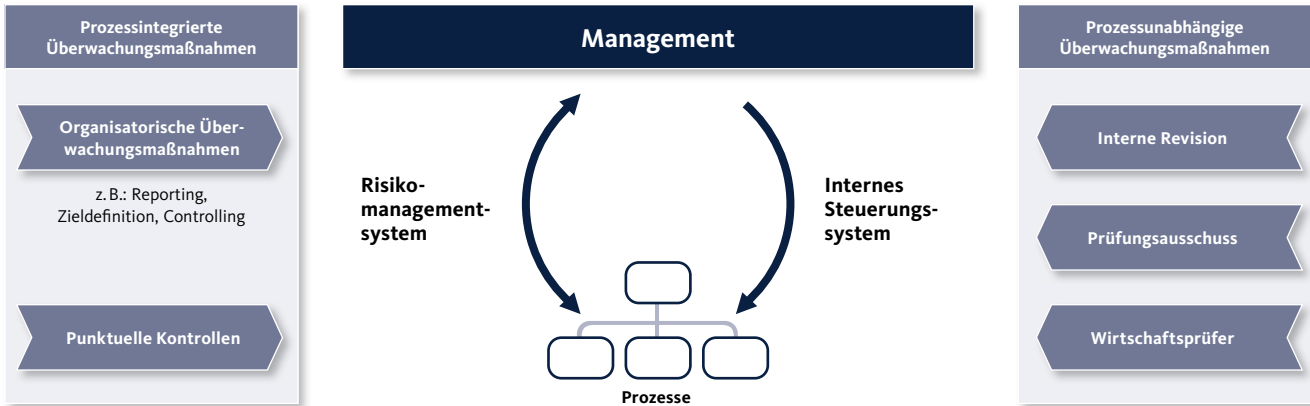 Prozessintegrierte
Überwachungsmaßnahmen
Organisatorische Über-
wachungsmaßnahmen
z. B.: Reporting,
Zieldefinition, Controlling
Punktuelle Kontrollen
Management
Risiko-
management-
system
Internes
Steuerungs-
system
Prozesse
Prozessunabhängige
Überwachungsmaßnahmen
Interne Revision
Prüfungsausschuss
Wirtschaftsprüfer